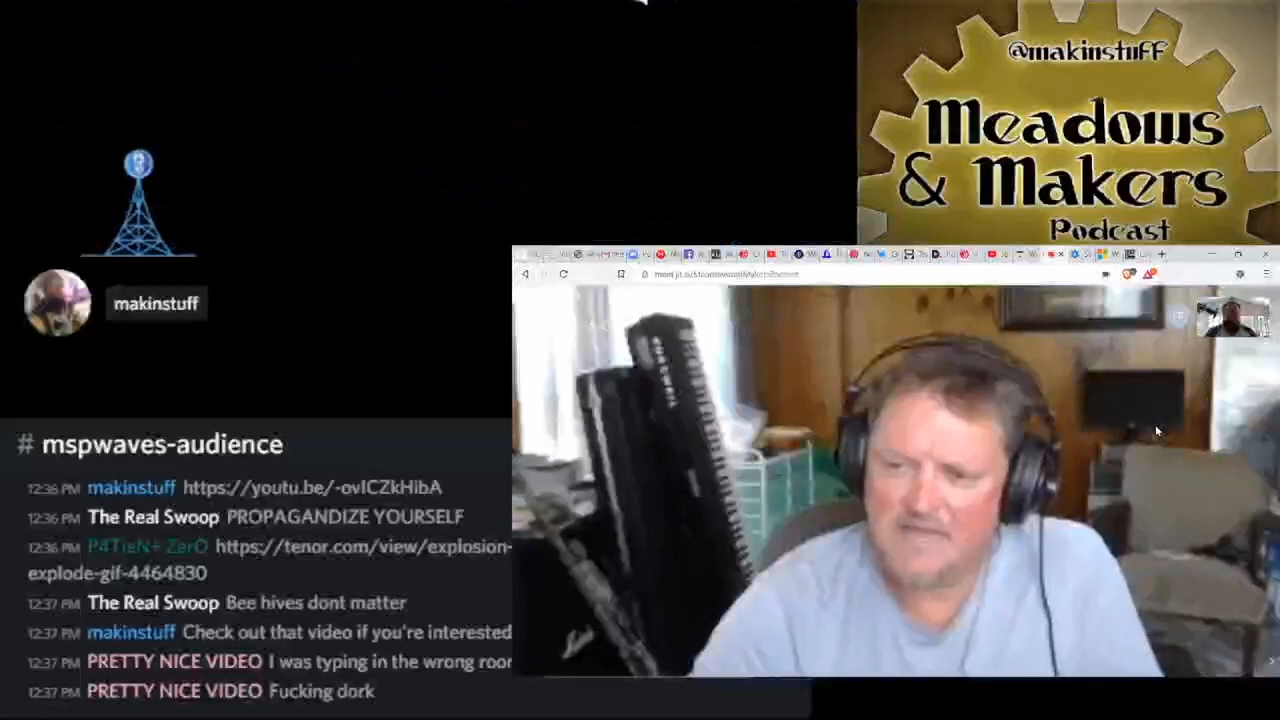 @makinstuff
Meadows
& Makers
Podcast
makinstuff
# mspwaves-audience
12:36 PM makinstuff https://youtu.be/-ovICZkHibA
12:36 PM The Real Swoop PROPAGANDIZE YOURSELF
12:36 PM P4TieN+ ZerO https://tenor.com/view/explosion-
explode-gif-4464830
12:37 PM The Real Swoop Bee hives dont matter
12:37 PM makinstuff Check out that video if you're interested
12:37 PM PRETTY NICE VIDEO I was typing in the wrong roo
12:37 PM PRETTY NICE VIDEO Fucking dork